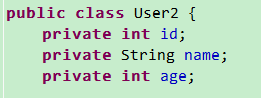 public class User2 {
    private int id;
    private String name;
    private int age;